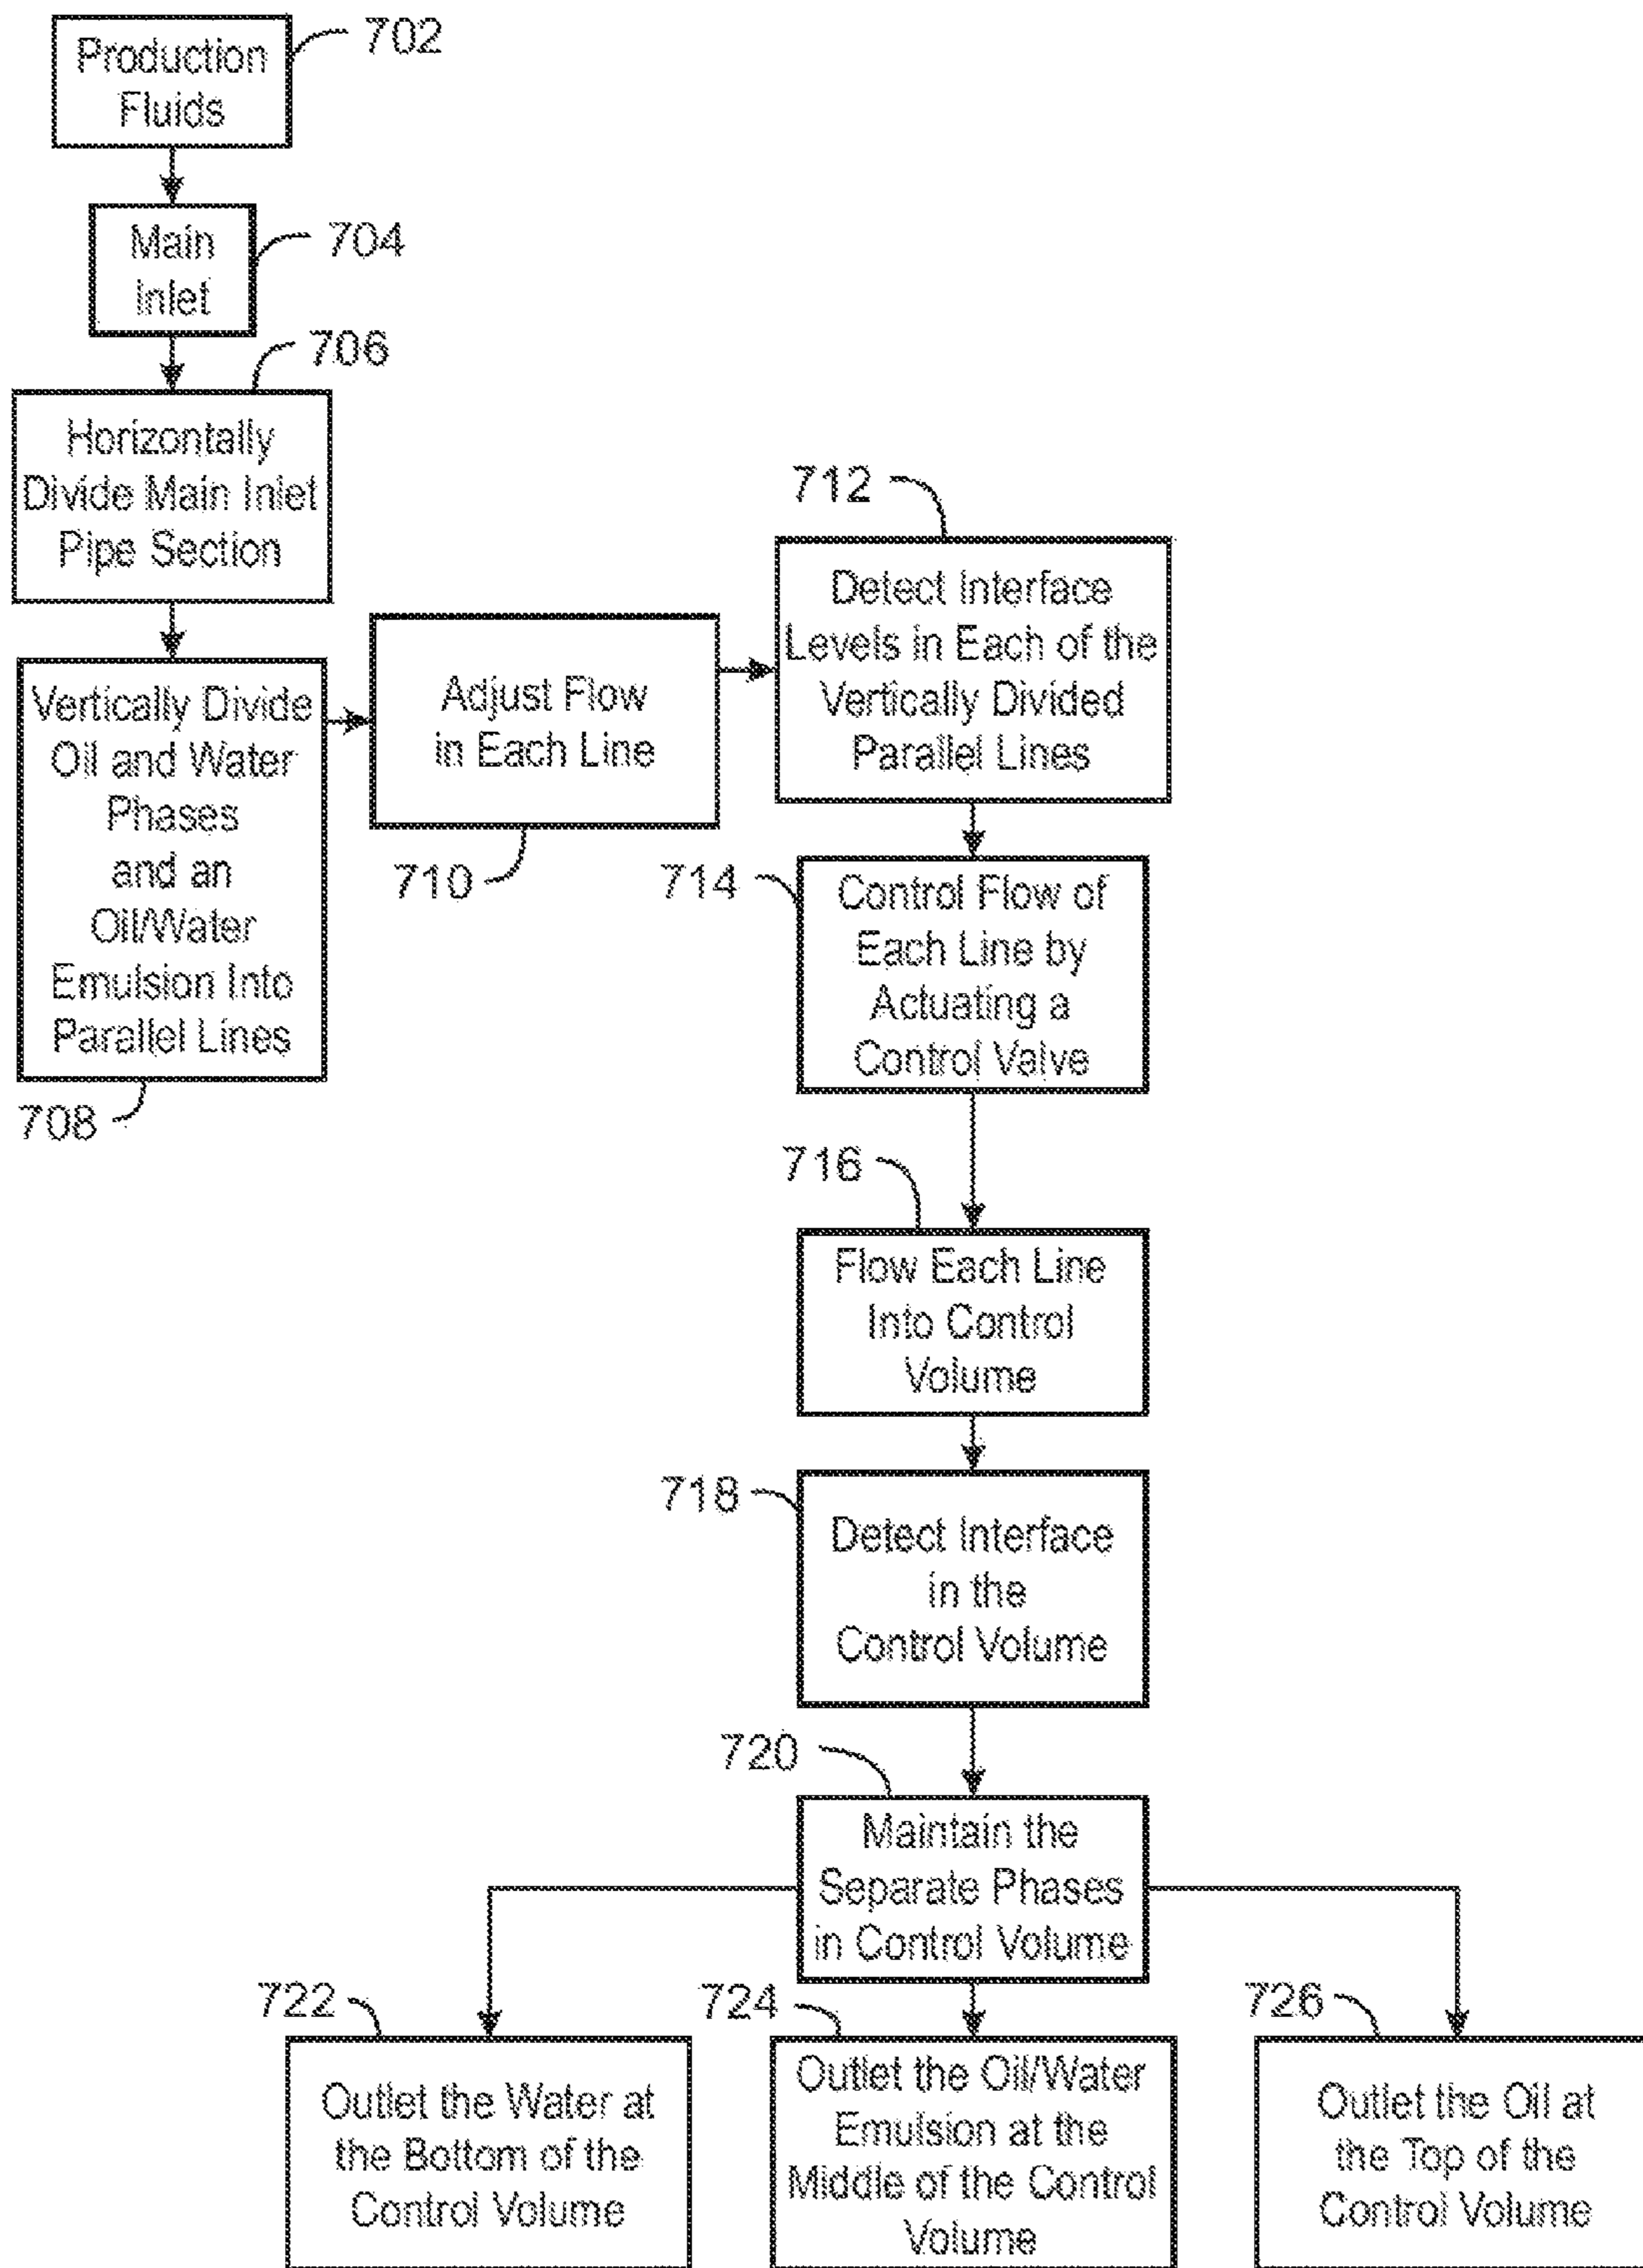 702
Production
Fluids
704
Main
Inlet
706
Horizontally
Divide Main Inlet
Pipe Section
708
Vertically Divide
Oil and Water
Phases
and an
Oil/Water
Emulsion Into
Parallel Lines
710
Adjust Flow
in Each Line
712
Detect Interface
Levels in Each of the
Vertically Divided
Parallel Lines
714
Control Flow of
Each Line by
Actuating a
Control Valve
716
Flow Each Line
Into Control
Volume
718
Detect Interface
in the
Control Volume
720
Maintain the
Separate Phases
in Control Volume
722
Outlet the Water at
the Bottom of the
Control Volume
724
Outlet the Oil/Water
Emulsion at the
Middle of the Control
Volume
726
Outlet the Oil at
the Top of the
Control Volume